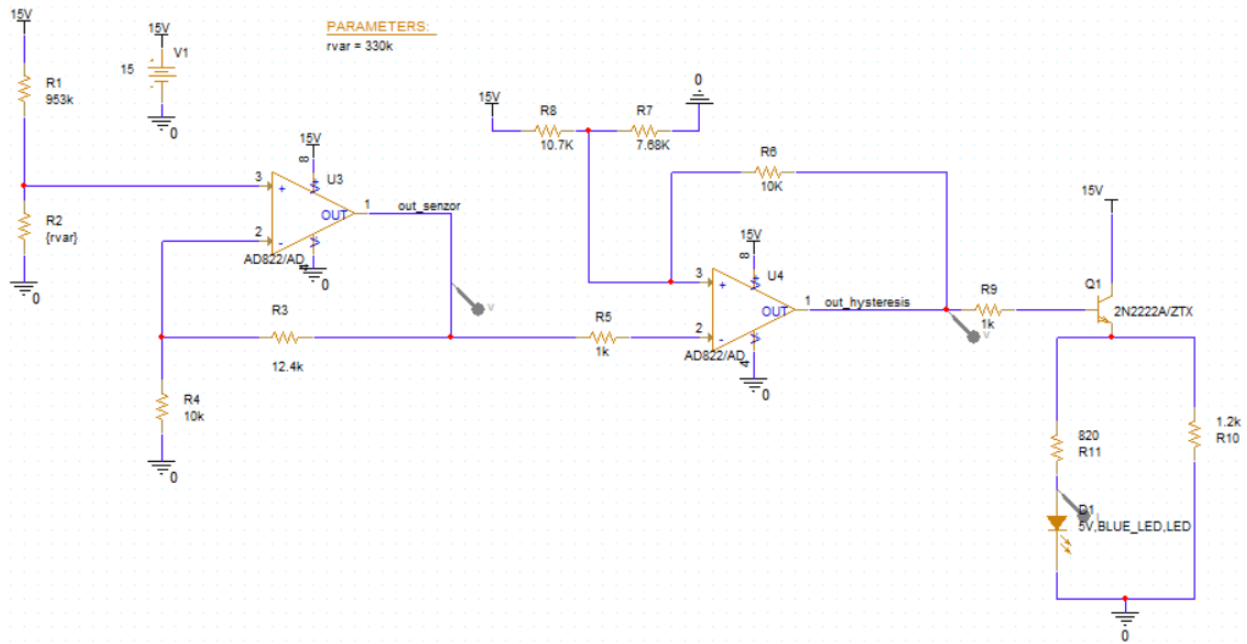 15V
PARAMETERS:
rvar = 330k
V1
15
R1
953k
0
0
15V
R8
10.7K
R7
7.68K
15V
8
U3
3
+
OUT
1
out_senzor
2
-
AD822/AD
0
R2
{rvar}
0
R6
10K
15V
15V
8
U4
3
+
OUT
1
out_hysteresis
R9
1k
Q1
2N2222A/ZTX
R3
12.4k
v
R5
1k
2
-
AD822/AD
4
0
v
R4
10k
0
820
R11
1.2k
R10
D1
5V,BLUE_LED,LED
0